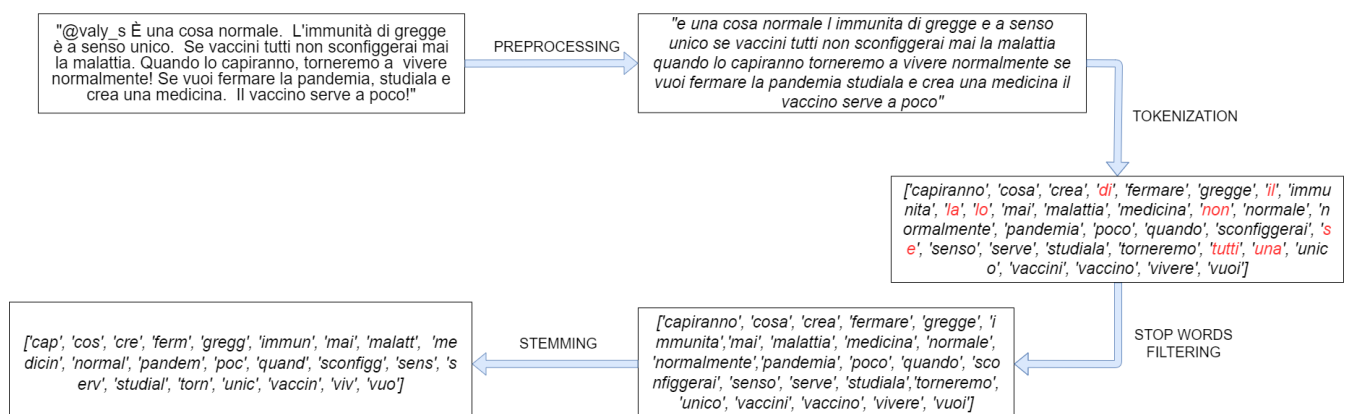 "@valy_s È una cosa normale.  L'immunità di gregge
è a senso unico.  Se vaccini tutti non sconfiggerai mai
la malattia. Quando lo capiranno, torneremo a  vivere
normalmente! Se vuoi fermare la pandemia, studiala e
crea una medicina.  Il vaccino serve a poco!"
PREPROCESSING
"e una cosa normale l immunita di gregge e a senso
unico se vaccini tutti non sconfiggerai mai la malattia
quando lo capiranno torneremo a vivere normalmente se
vuoi fermare la pandemia studiala e crea una medicina il
vaccino serve a poco"
TOKENIZATION
['capiranno', 'cosa', 'crea', 'di', 'fermare', 'gregge', 'il', 'immu
nita', 'la', 'lo', 'mai', 'malattia', 'medicina', 'non', 'normale', 'n
ormalmente', 'pandemia', 'poco', 'quando', 'sconfiggerai', 's
e', 'senso', 'serve', 'studiala', 'torneremo', 'tutti', 'una', 'unic
o', 'vaccini', 'vaccino', 'vivere', 'vuoi']
STOP WORDS
FILTERING
['capiranno', 'cosa', 'crea', 'fermare', 'gregge', 'i
mmunita','mai', 'malattia', 'medicina', 'normale',
'normalmente','pandemia', 'poco', 'quando', 'sco
nfiggerai', 'senso', 'serve', 'studiala','torneremo',
'unico', 'vaccini', 'vaccino', 'vivere', 'vuoi']
STEMMING
['cap', 'cos', 'cre', 'ferm', 'gregg', 'immun', 'mai', 'malatt',  'me
dicin', 'normal', 'pandem', 'poc', 'quand', 'sconfigg', 'sens', 's
erv', 'studial', 'torn', 'unic', 'vaccin', 'viv', 'vuo']